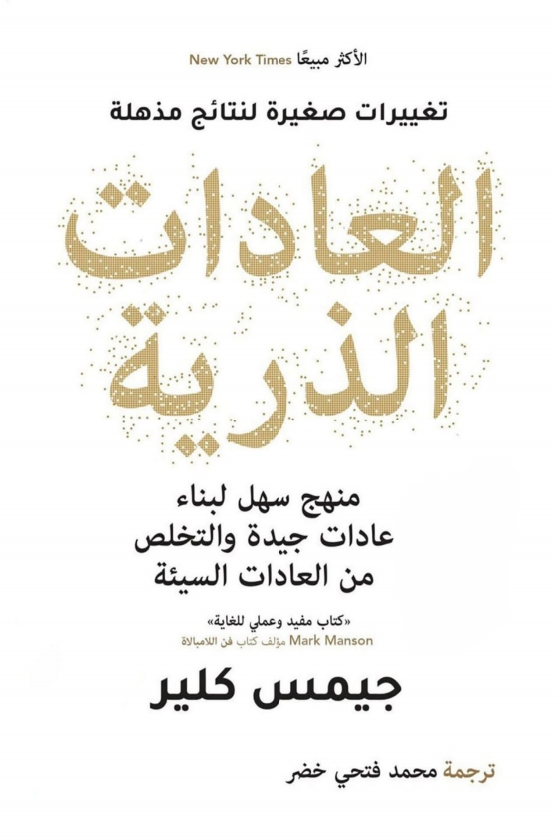 الأكثر مبيعًا New York Times
تغييرات صغيرة لنتائج مذهلة
العادات
الذرية
منهج سهل لبناء
عادات جيدة والتخلص
من العادات السيئة
«كتاب مفيد وعملي للغاية»
Mark Manson مؤلف كتاب فن اللامبالاة
جيمس كلير
ترجمة محمد فتحي خضر